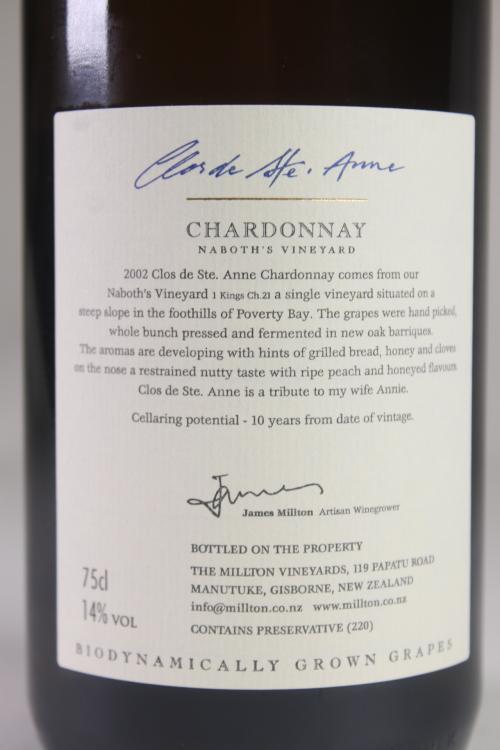 Clos de Ste. Anne
CHARDONNAY
NABOTH'S VINEYARD
2002 Clos de Ste. Anne Chardonnay comes from our
Naboth's Vineyard 1 Kings Ch.21 a single vineyard situated on a
steep slope in the foothills of Poverty Bay. The grapes were hand picked,
whole bunch pressed and fermented in new oak barriques.
The aromas are developing with hints of grilled bread, honey and cloves
on the nose a restrained nutty taste with ripe peach and honeyed flavours.
Clos de Ste. Anne is a tribute to my wife Annie.
Cellaring potential - 10 years from date of vintage.
James
James Millton Artisan Winegrower
BOTTLED ON THE PROPERTY
THE MILLTON VINEYARDS, 119 PAPATU ROAD
MANUTUKE, GISBORNE, NEW ZEALAND
info@millton.co.nz www.millton.co.nz
CONTAINS PRESERVATIVE (220)
75cl
14% VOL
BIODYNAMICALLY GROWN GRAPES